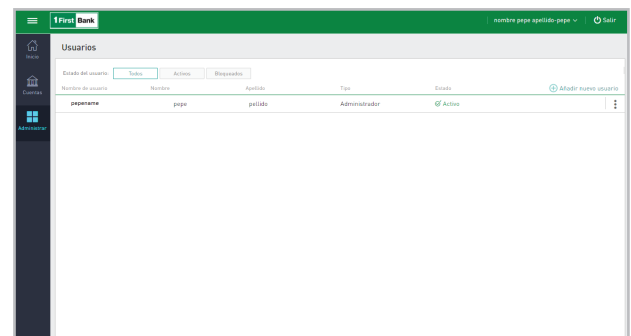 1First Bank
nombre pepe apellido-pepe
Salir
Inicio
Cuentas
Administrar
Usuarios
Estado del usuario: Todos Activos Bloqueados
Nombre de usuario Nombre Apellido Tipo Estado Añadir nuevo usuario
pepename pepe pellido Administrador Activo